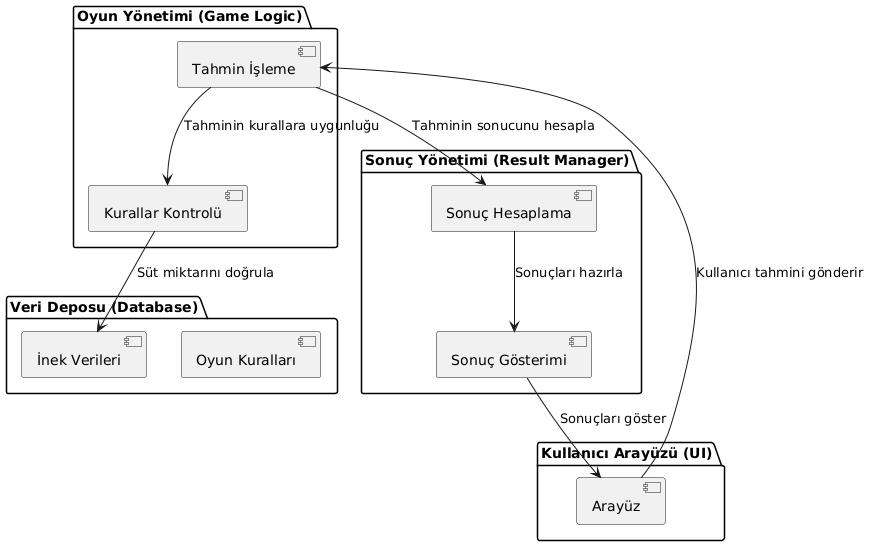 Oyun Yönetimi (Game Logic)
Tahmin İşleme
Tahminin kurallara uygunluğu
Tahminin sonucunu hesapla
Sonuç Yönetimi (Result Manager)
Kurallar Kontrolü
Sonuç Hesaplama
Süt miktarını doğrula
Sonuçları hazırla
Kullanıcı tahmini gönderir
Veri Deposu (Database)
İnek Verileri
Oyun Kuralları
Sonuç Gösterimi
Sonuçları göster
Kullanıcı Arayüzü (UI)
Arayüz